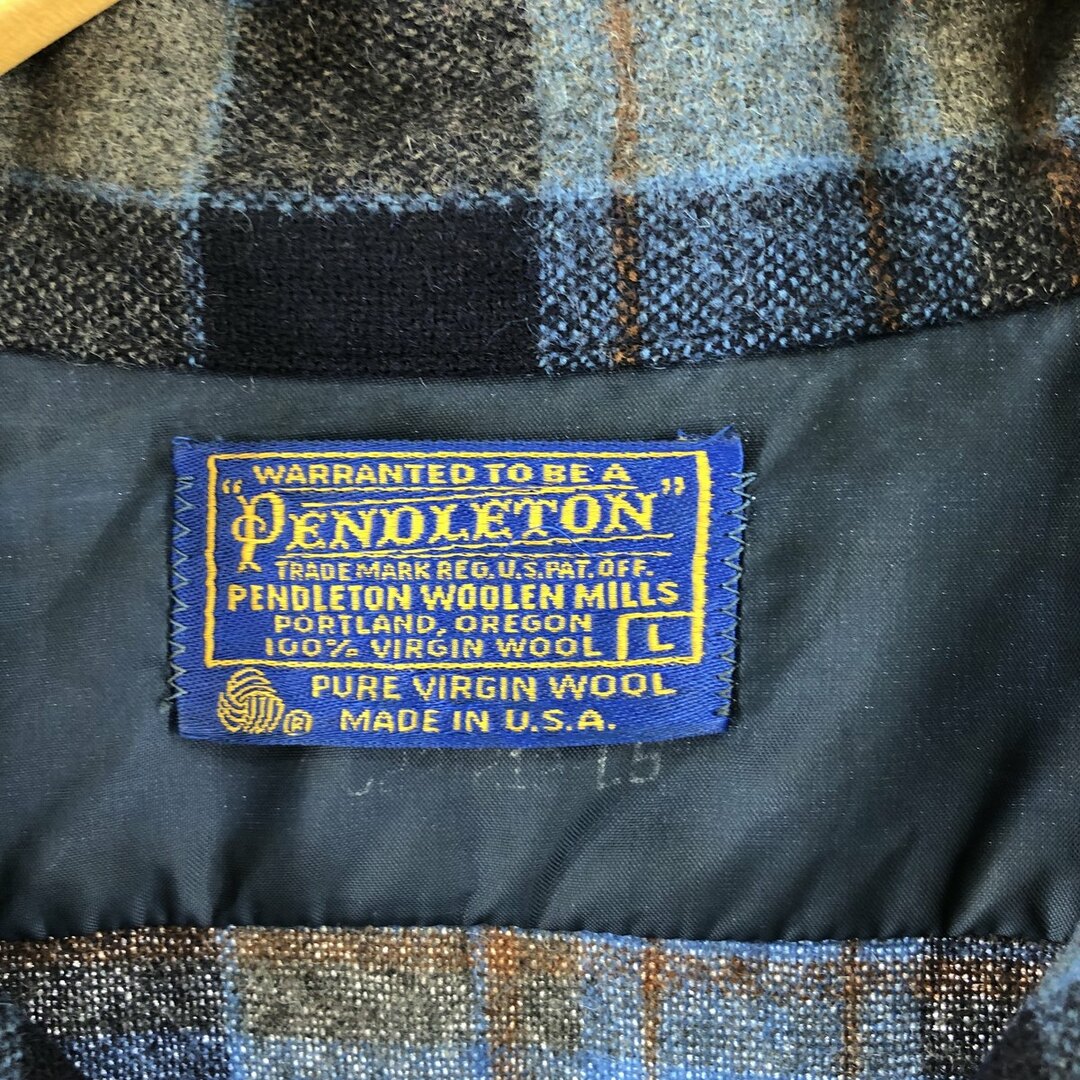 WARRANTED TO BE A
"PENDLETON"
TRADE MARK REG. U.S. PAT. OFF.
PENDLETON WOOLEN MILLS
PORTLAND, OREGON
100% VIRGIN WOOL L
PURE VIRGIN WOOL
® MADE IN U.S.A.